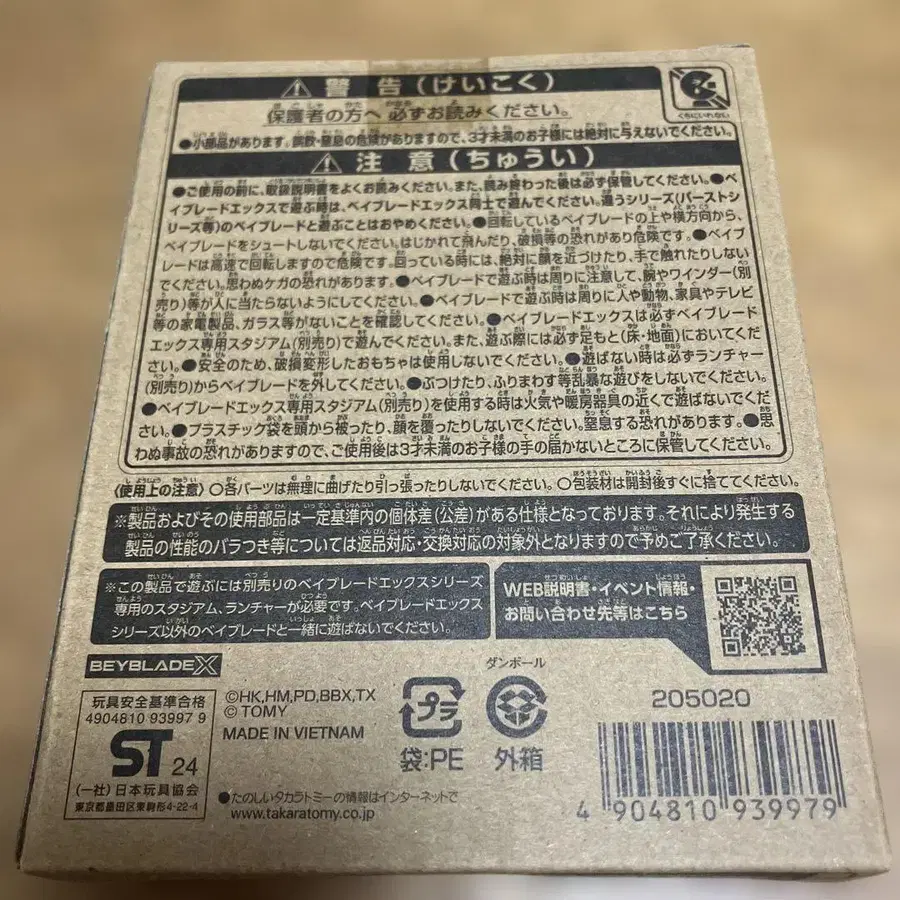 ⚠ 警告(けいこく)
保護者の方へ 必ずお読みください。
くちにいれない
●小部品があります。誤飲・窒息の危険がありますので、3才未満のお子様には絶対に与えないでください。
⚠ 注意(ちゅうい)
●ご使用の前に、取扱説明書をよくお読みください。また、読み終わった後は必ず保管してください。●ベ
イブレードエックスで遊ぶ時は、ベイブレードエックス同士で遊んでください。違うシリーズ(バーストシ
リーズ等)のベイブレードと遊ぶことはおやめください。●回転しているベイブレードの上や横方向から、
ベイブレードをシュートしないでください。はじかれて飛んだり、破損等の恐れがあり危険です。●ベイブ
レードは高速で回転しますので危険です。回っている時には、絶対に顔を近づけたり、手で触れたりしない
でください。思わぬケガの恐れがあります。●ベイブレードで遊ぶ時は周りに注意して、腕やワインダー(別
売り)等が人に当たらないようにしてください。●ベイブレードで遊ぶ時は周りに人や動物、家具やテレビ
等の家電製品、ガラス等がないことを確認してください。●ベイブレードエックスは必ずベイブレード
エックス専用スタジアム(別売り)で遊んでください。また、遊ぶ際には必ず足もと(床・地面)においてくだ
さい。●安全のため、破損変形したおもちゃは使用しないでください。●遊ばない時は必ずランチャー
(別売り)からベイブレードを外してください。●ぶつけたり、ふりまわす等乱暴な遊びをしないでください。
●ベイブレードエックス専用スタジアム(別売り)を使用する時は火気や暖房器具の近くで遊ばないでくだ
さい。●プラスチック袋を頭から被ったり、顔を覆ったりしないでください。窒息する恐れがあります。●思
わぬ事故の恐れがありますので、ご使用後は3才未満のお子様の手の届かないところに保管してください。
〈使用上の注意〉○各パーツは無理に曲げたり引っ張ったりしないでください。○包装材は開封後すぐに捨ててください。
※製品およびその使用部品は一定基準内の個体差(公差)がある仕様となっております。それにより発生する
製品の性能のバラつき等については返品対応・交換対応の対象外となりますので予めご了承ください。
※この製品で遊ぶには別売りのベイブレードエックスシリーズ
専用のスタジアム、ランチャーが必要です。ベイブレードエックス
シリーズ以外のベイブレードと一緒に遊ばないでください。
WEB説明書・イベント情報・
お問い合わせ先等はこちら
BEYBLADE X
玩具安全基準合格
4904810 93997 9
ST 24
(一社)日本玩具協会
東京都墨田区東駒形4-22-4
©HK,HM,PD,BBX,TX
© TOMY
MADE IN VIETNAM
プラ
袋:PE
ダンボール
外箱
●たのしいタカラトミーの情報はインターネットで
www.takaratomy.co.jp
205020
4 904810 939979